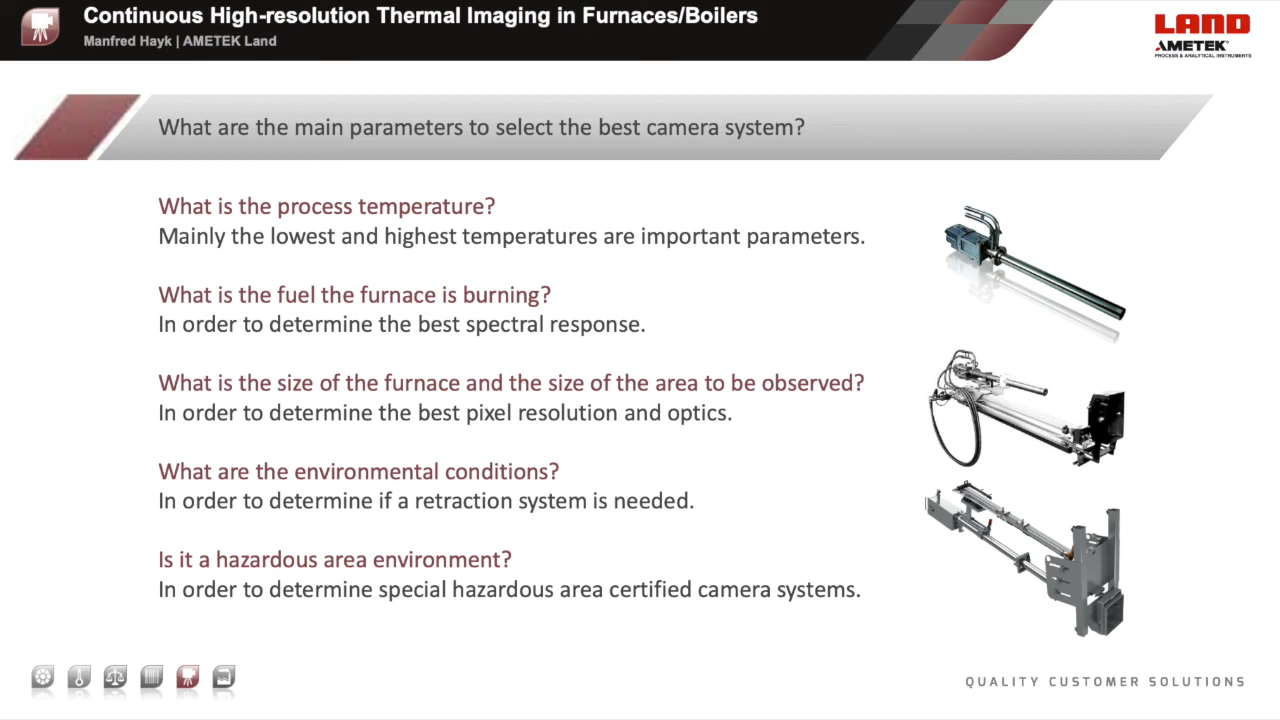 Continuous High-resolution Thermal Imaging in Furnaces/Boilers
Manfred Hayk | AMETEK Land
LAND
AMETEK®
PROCESS & ANALYTICAL INSTRUMENTS
What are the main parameters to select the best camera system?
What is the process temperature?
Mainly the lowest and highest temperatures are important parameters.
What is the fuel the furnace is burning?
In order to determine the best spectral response.
What is the size of the furnace and the size of the area to be observed?
In order to determine the best pixel resolution and optics.
What are the environmental conditions?
In order to determine if a retraction system is needed.
Is it a hazardous area environment?
In order to determine special hazardous area certified camera systems.
QUALITY CUSTOMER SOLUTIONS